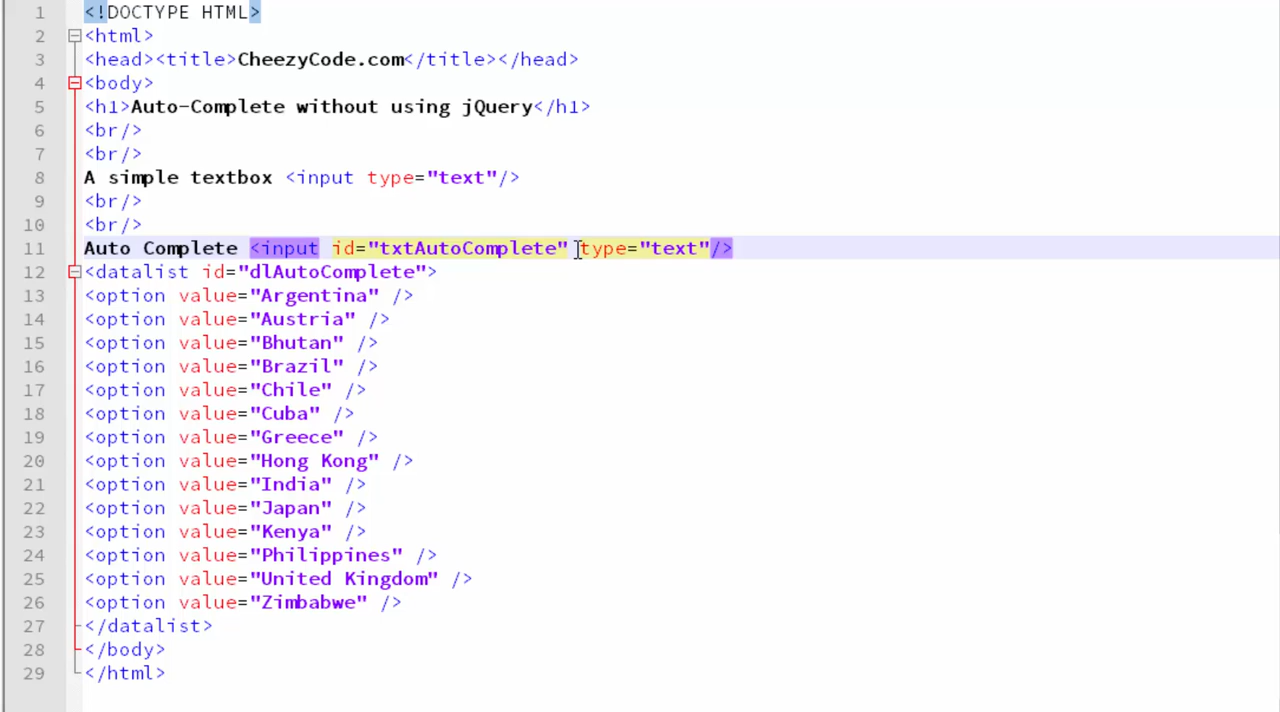 1 <!DOCTYPE HTML>
2 <html>
3 <head><title>CheezyCode.com</title></head>
4 <body>
5 <h1>Auto-Complete without using jQuery</h1>
6 <br/>
7 <br/>
8 A simple textbox <input type="text"/>
9 <br/>
10 <br/>
11 Auto Complete <input id="txtAutoComplete" type="text"/>
12 <datalist id="dlAutoComplete">
13 <option value="Argentina" />
14 <option value="Austria" />
15 <option value="Bhutan" />
16 <option value="Brazil" />
17 <option value="Chile" />
18 <option value="Cuba" />
19 <option value="Greece" />
20 <option value="Hong Kong" />
21 <option value="India" />
22 <option value="Japan" />
23 <option value="Kenya" />
24 <option value="Philippines" />
25 <option value="United Kingdom" />
26 <option value="Zimbabwe" />
27 </datalist>
28 </body>
29 </html>